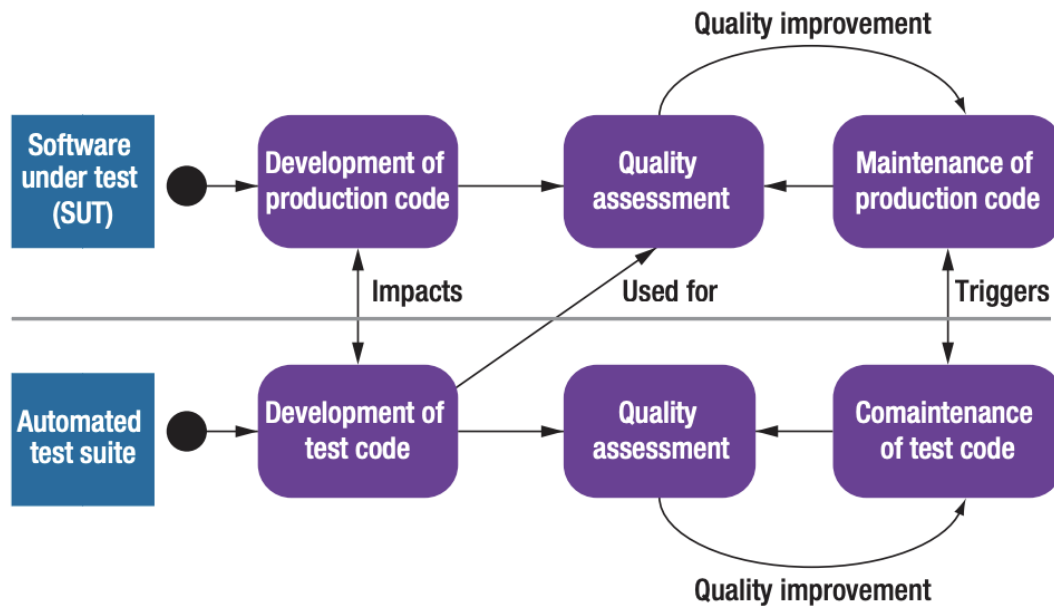 Quality improvement
Software
under test
(SUT)
Development of
production code
Quality
assessment
Maintenance of
production code
Impacts
Used for
Triggers
Automated
test suite
Development of
test code
Quality
assessment
Comaintenance
of test code
Quality improvement